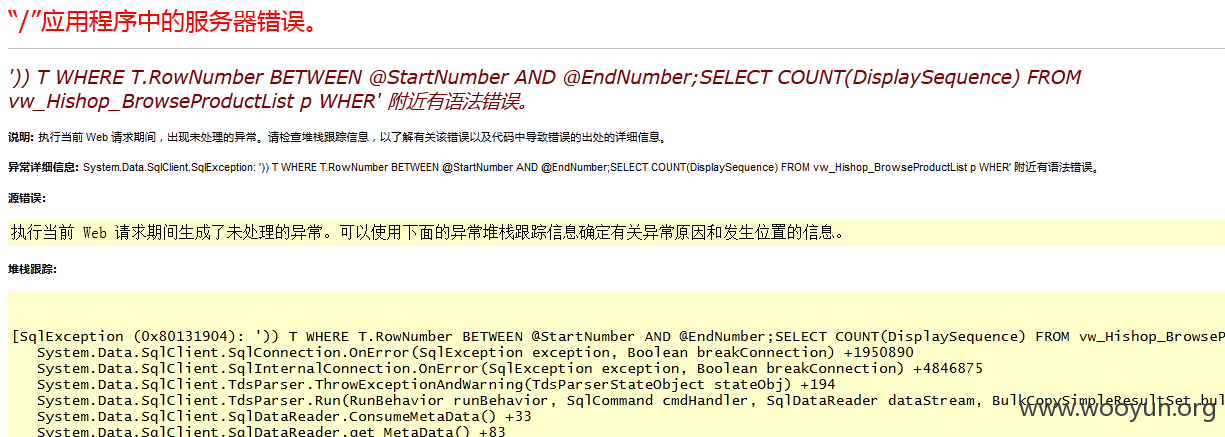 “/”应用程序中的服务器错误。
')) T WHERE T.RowNumber BETWEEN @StartNumber AND @EndNumber;SELECT COUNT(DisplaySequence) FROM
vw_Hishop_BrowseProductList p WHER' 附近有语法错误。
说明: 执行当前 Web 请求期间，出现未处理的异常。请检查堆栈跟踪信息，以了解有关该错误以及代码中导致错误的出处的详细信息。
异常详细信息: System.Data.SqlClient.SqlException: ')) T WHERE T.RowNumber BETWEEN @StartNumber AND @EndNumber;SELECT COUNT(DisplaySequence) FROM vw_Hishop_BrowseProductList p WHER' 附近有语法错误。
源错误:
执行当前 Web 请求期间生成了未处理的异常。可以使用下面的异常堆栈跟踪信息确定有关异常原因和发生位置的信息。
堆栈跟踪:
[SqlException (0x80131904): ')) T WHERE T.RowNumber BETWEEN @StartNumber AND @EndNumber;SELECT COUNT(DisplaySequence) FROM vw_Hishop_BrowseP
System.Data.SqlClient.SqlConnection.OnError(SqlException exception, Boolean breakConnection) +1950890
System.Data.SqlClient.SqlInternalConnection.OnError(SqlException exception, Boolean breakConnection) +4846875
System.Data.SqlClient.TdsParser.ThrowExceptionAndWarning(TdsParserStateObject stateObj) +194
System.Data.SqlClient.TdsParser.Run(RunBehavior runBehavior, SqlCommand cmdHandler, SqlDataReader dataStream, BulkCopySimpleResultSet bul
System.Data.SqlClient.SqlDataReader.ConsumeMetaData() +33
System.Data.SqlClient.SqlDataReader.get_MetaData() +83
www.wooyun.org